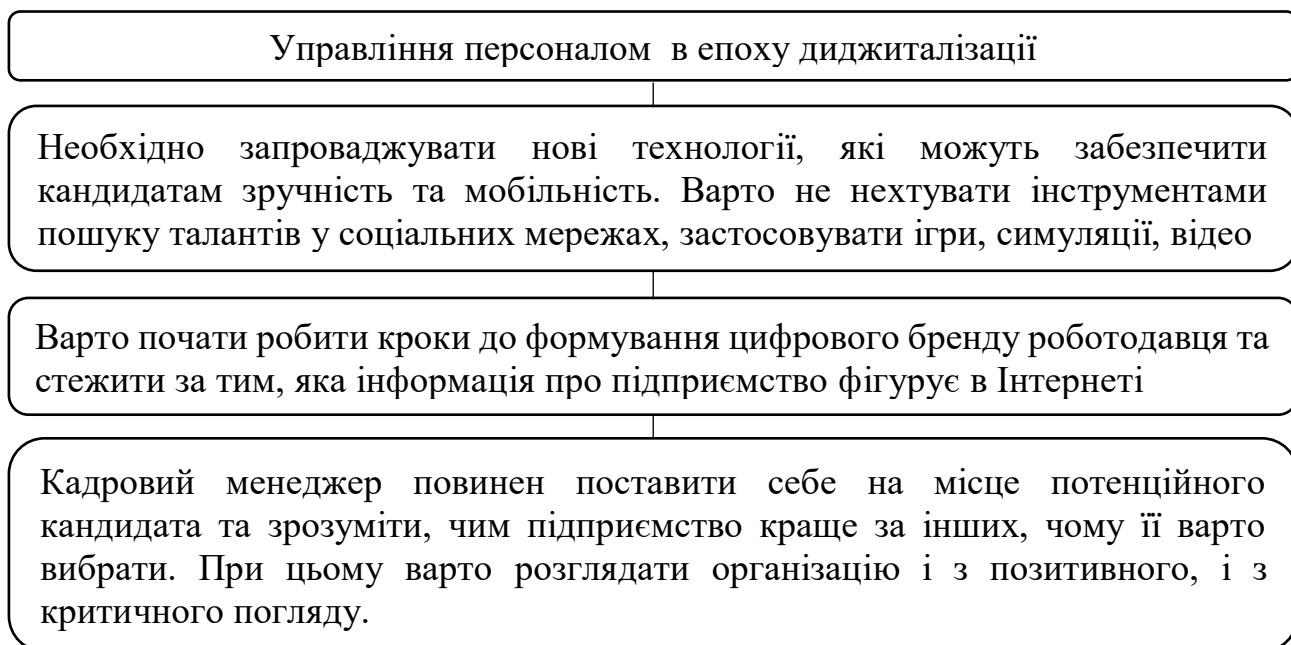 Управління персоналом в епоху диджиталізації
Необхідно запроваджувати нові технології, які можуть забезпечити
кандидатам зручність та мобільність. Варто не нехтувати інструментами
пошуку талантів у соціальних мережах, застосовувати ігри, симуляції, відео
Варто почати робити кроки до формування цифрового бренду роботодавця та
стежити за тим, яка інформація про підприємство фігурує в Інтернеті
Кадровий менеджер повинен поставити себе на місце потенційного
кандидата та зрозуміти, чим підприємство краще за інших, чому її варто
вибрати. При цьому варто розглядати організацію і з позитивного, і з
критичного погляду.